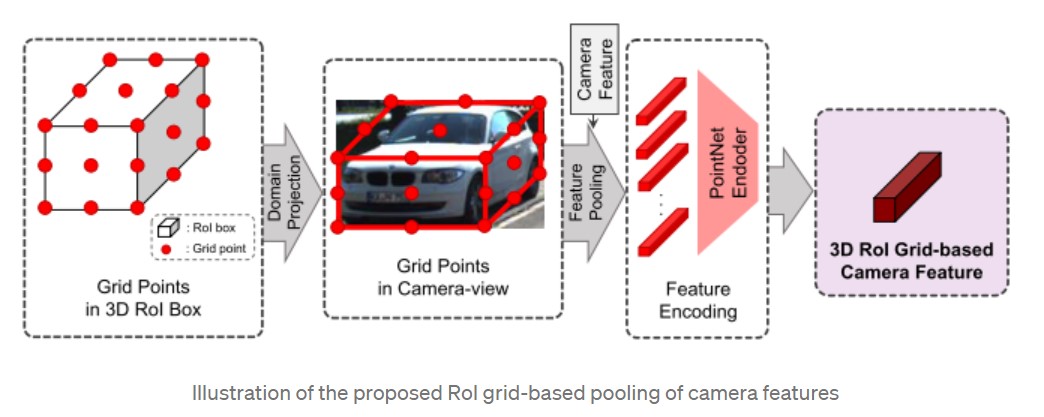 Grid Points
in 3D RoI Box
: RoI box
: Grid point
Domain
Projection
Grid Points
in Camera-view
Camera
Feature
Feature
Pooling
PointNet
Endoder
Feature
Encoding
3D RoI Grid-based
Camera Feature
Illustration of the proposed RoI grid-based pooling of camera features